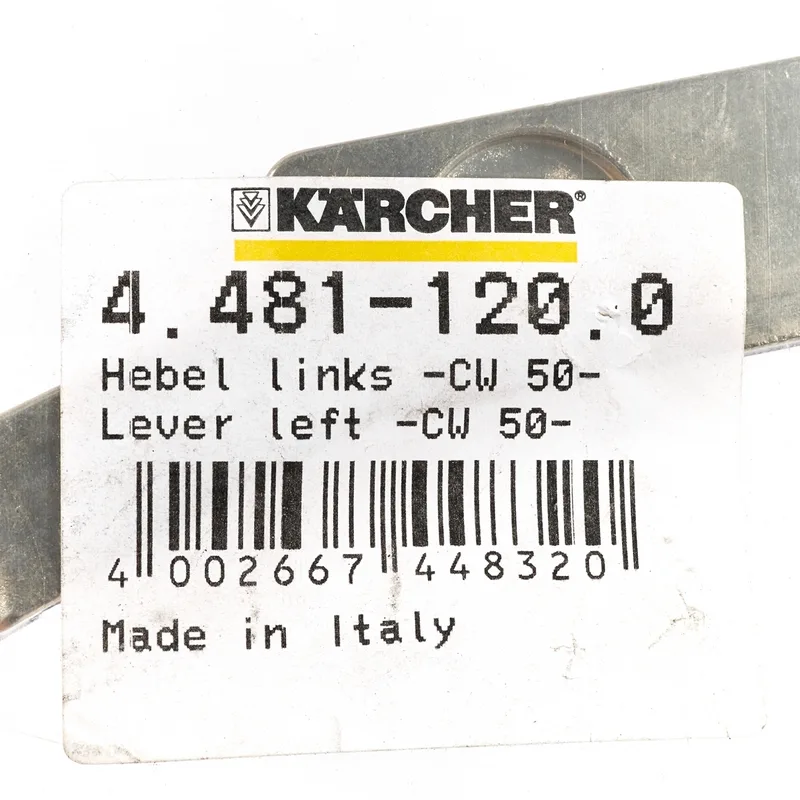 KÄRCHER®
4.481-120.0
Hebel links -CW 50-
Lever left -CW 50-
4 002667 448320
Made in Italy